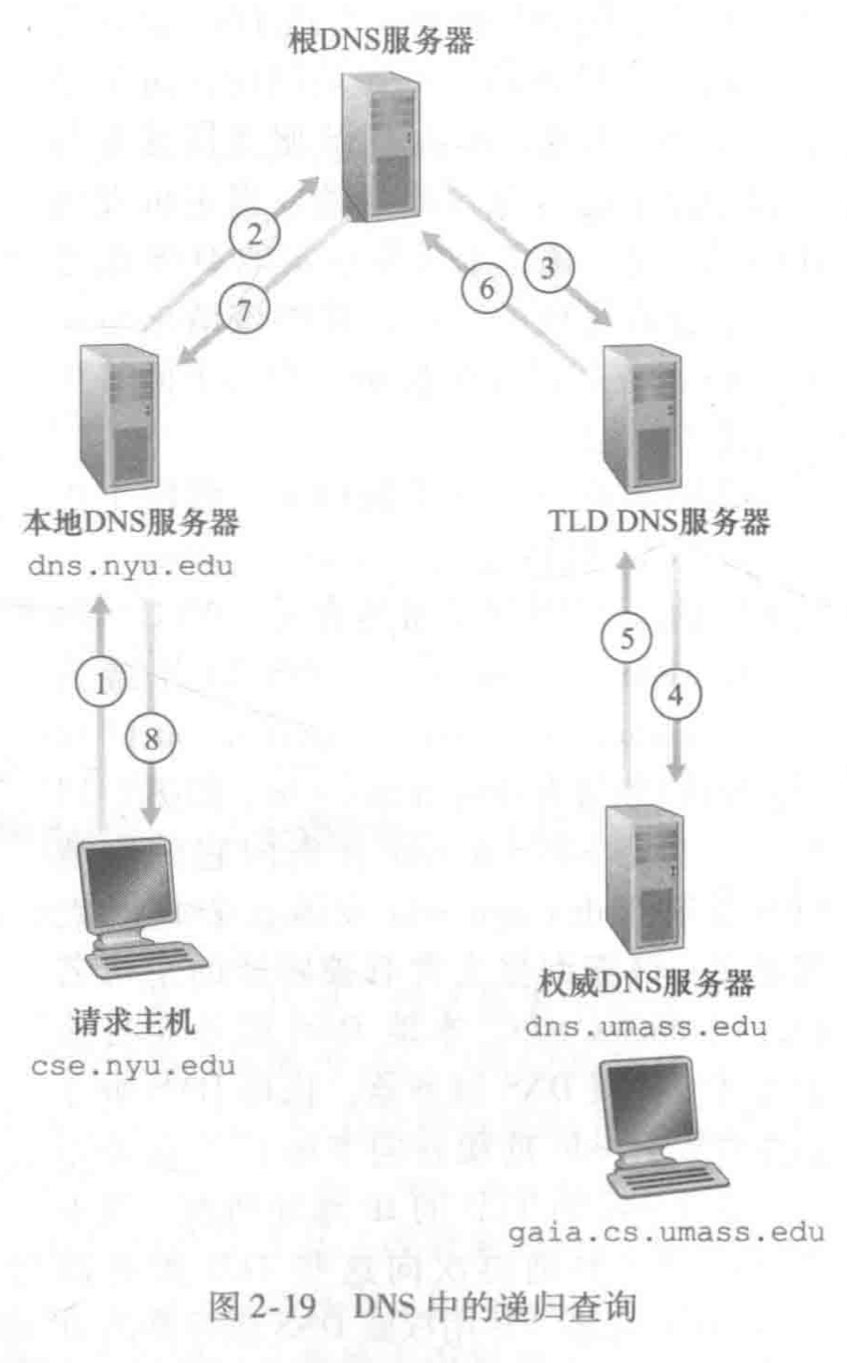 根DNS服务器
2
3
7
6
本地DNS服务器
dns.nyu.edu
TLD DNS服务器
1
8
5
4
请求主机
cse.nyu.edu
权威DNS服务器
dns.umass.edu
gaia.cs.umass.edu
图 2-19 DNS 中的递归查询